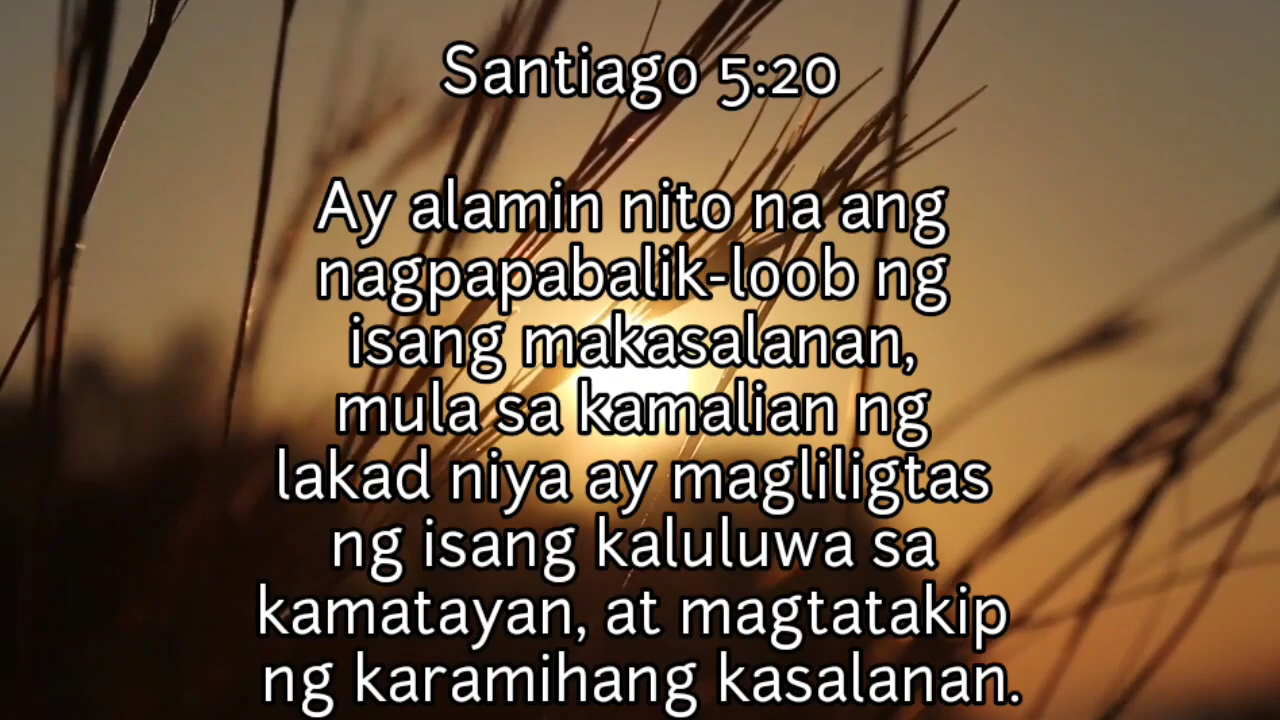 Santiago 5:20
Ay alamin nito na ang
nagpapabalik-loob ng
isang makasalanan,
mula sa kamalian ng
lakad niya ay magliligtas
ng isang kaluluwa sa
kamatayan, at magtatakip
ng karamihang kasalanan.